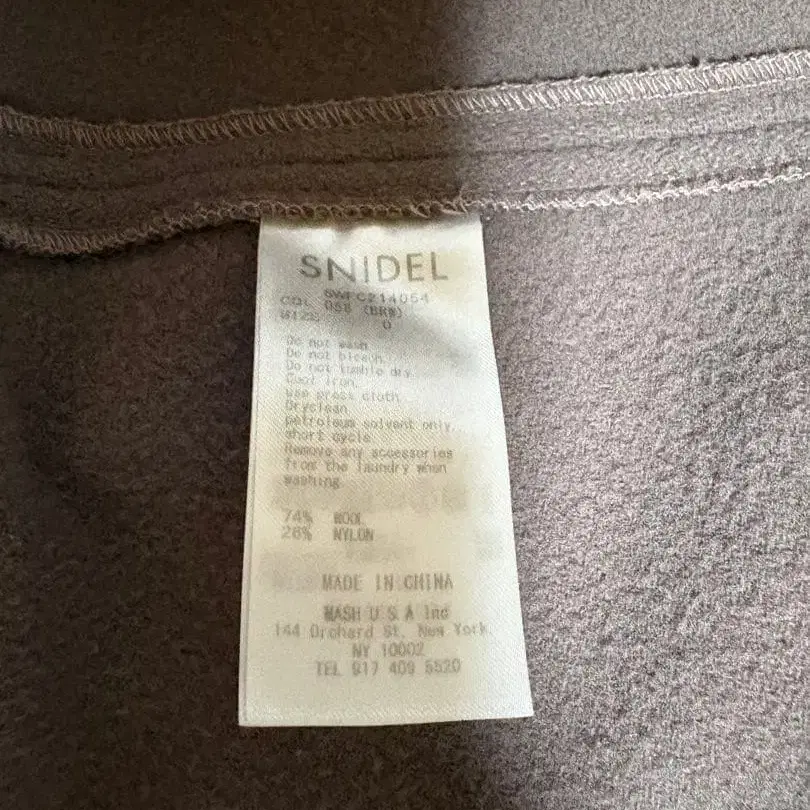 SNIDEL
SWFC214054
COL 058 (BRW)
SIZE 0
Do not wash
Do not bleach
Do not tumble dry
Cool iron.
use press cloth
Dryclean
petroleum solvent only.
short cycle
Remove any accessories
from the laundry when
washing
74% WOOL
26% NYLON
MADE IN CHINA
MASH U S A Inc
144 Orchard St. New York.
NY 10002
TEL 917 409 5520